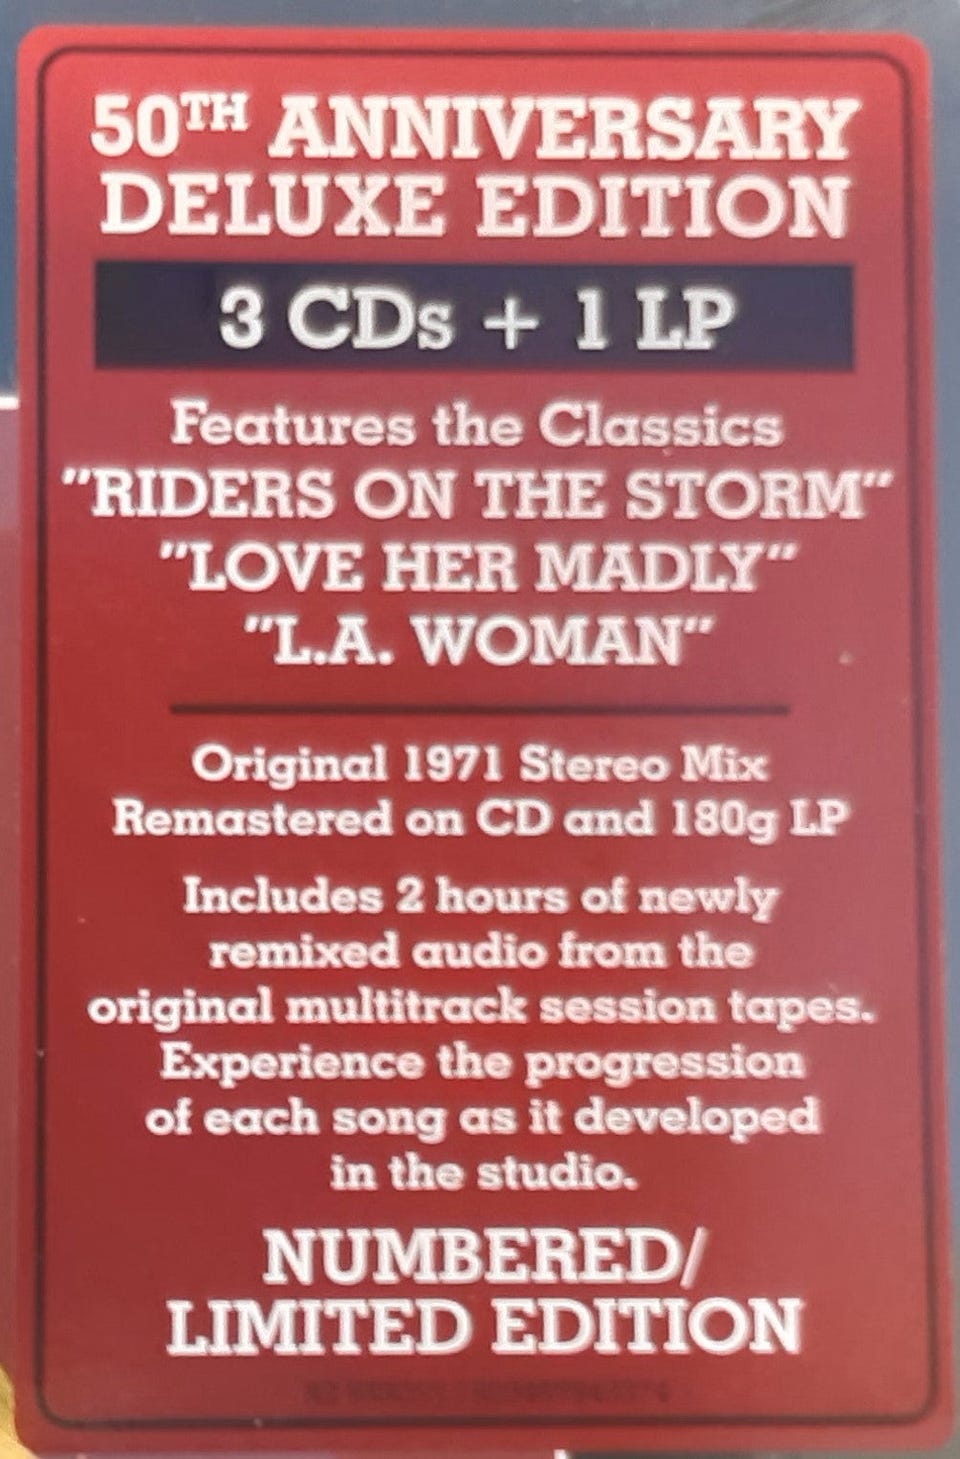 50TH ANNIVERSARY
DELUXE EDITION
3 CDs + 1 LP
Features the Classics
"RIDERS ON THE STORM"
"LOVE HER MADLY"
"L.A. WOMAN"
Original 1971 Stereo Mix
Remastered on CD and 180g LP
Includes 2 hours of newly
remixed audio from the
original multitrack session tapes.
Experience the progression
of each song as it developed
in the studio.
NUMBERED/
LIMITED EDITION